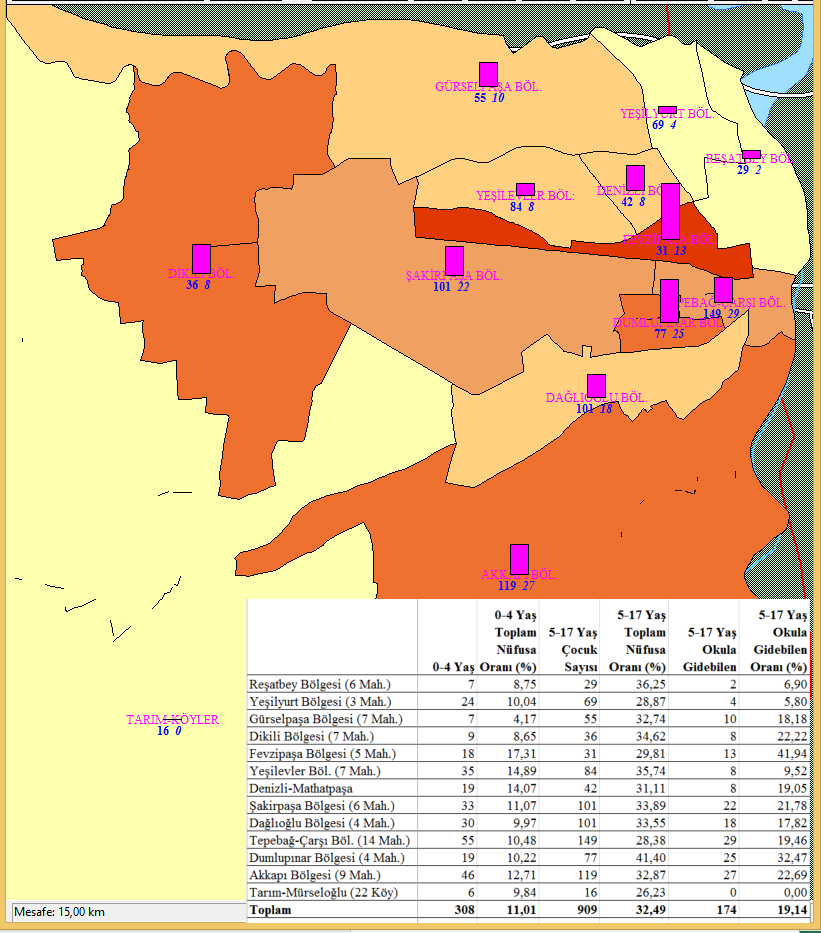 GÜRSELPAŞA BÖL.
55 10
YEŞİLYURT BÖL.
69 4
REŞATBEY BÖL.
29 2
YEŞİLEVLER BÖL.
84 8
DENİZLİ BÖL.
42 8
31 13
DİKİLİ BÖL.
36 8
ŞAKİRPAŞA BÖL.
101 22
TEPEBAĞ-ÇARŞI BÖL.
149 29
DUMLUPINAR BÖL.
77 25
DAĞLIOĞLU BÖL.
101 18
AKKAPI BÖL.
119 27
TARIM-KÖYLER
16 0
0-4 Yaş 5-17 Yaş 5-17 Yaş
Toplam 5-17 Yaş Toplam 5-17 Yaş Okula
Nüfusa Çocuk Nüfusa Okula Gidebilen
0-4 Yaş Oranı (%) Sayısı Oranı (%) Gidebilen Oranı (%)
Reşatbey Bölgesi (6 Mah.) 7 8,75 29 36,25 2 6,90
Yeşilyurt Bölgesi (3 Mah.) 24 10,04 69 28,87 4 5,80
Gürselpaşa Bölgesi (7 Mah.) 7 4,17 55 32,74 10 18,18
Dikili Bölgesi (7 Mah.) 9 8,65 36 34,62 8 22,22
Fevzipaşa Bölgesi (5 Mah.) 18 17,31 31 29,81 13 41,94
Yeşilevler Böl. (7 Mah.) 35 14,89 84 35,74 8 9,52
Denizli-Mathatpaşa 19 14,07 42 31,11 8 19,05
Şakirpaşa Bölgesi (6 Mah.) 33 11,07 101 33,89 22 21,78
Dağlıoğlu Bölgesi (4 Mah.) 30 9,97 101 33,55 18 17,82
Tepebağ-Çarşı Böl. (14 Mah.) 55 10,48 149 28,38 29 19,46
Dumlupınar Bölgesi (4 Mah.) 19 10,22 77 41,40 25 32,47
Akkapı Bölgesi (9 Mah.) 46 12,71 119 32,87 27 22,69
Tarım-Mürseloğlu (22 Köy) 6 9,84 16 26,23 0 0,00
Toplam 308 11,01 909 32,49 174 19,14
Mesafe: 15,00 km